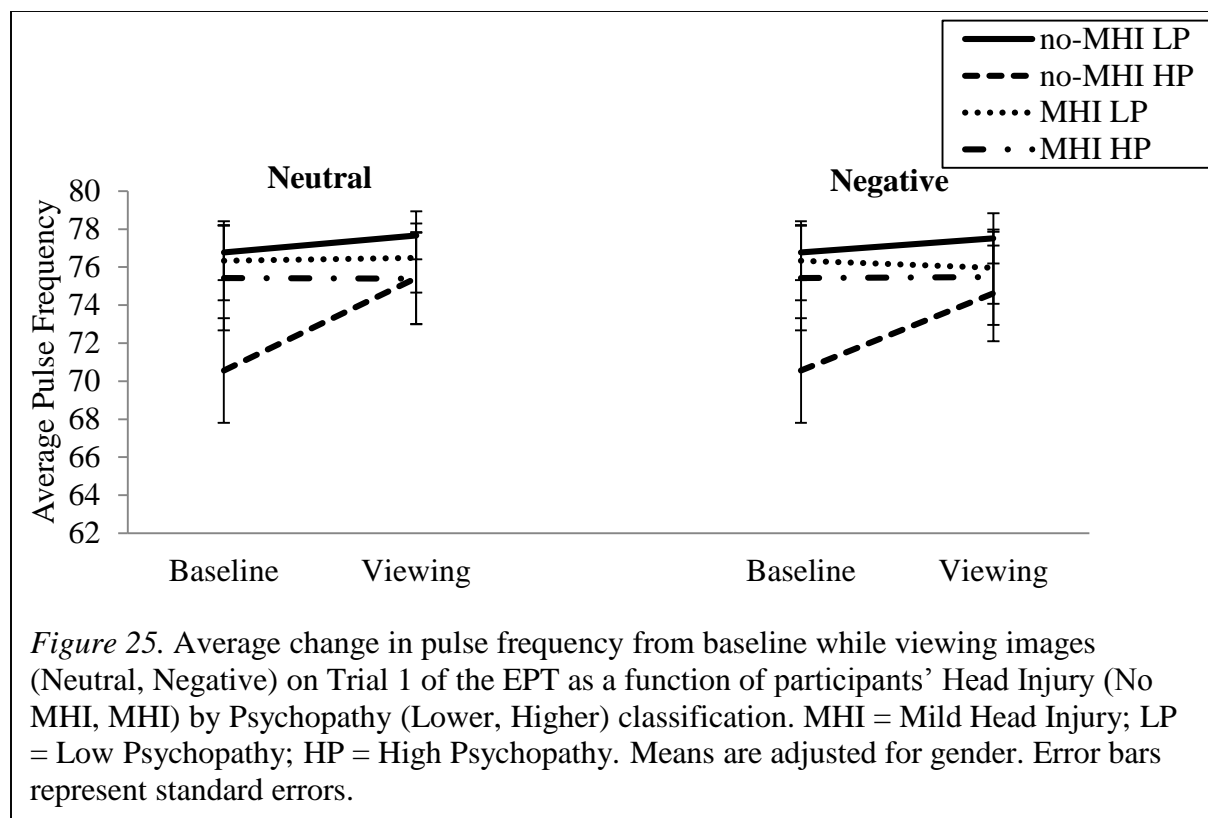 no-MHI LP
no-MHI HP
MHI LP
MHI HP
Neutral
Negative
Average Pulse Frequency
80
78
76
74
72
70
68
66
64
62
Baseline Viewing Baseline Viewing
Figure 25. Average change in pulse frequency from baseline while viewing images
(Neutral, Negative) on Trial 1 of the EPT as a function of participants’ Head Injury (No
MHI, MHI) by Psychopathy (Lower, Higher) classification. MHI = Mild Head Injury; LP
= Low Psychopathy; HP = High Psychopathy. Means are adjusted for gender. Error bars
represent standard errors.